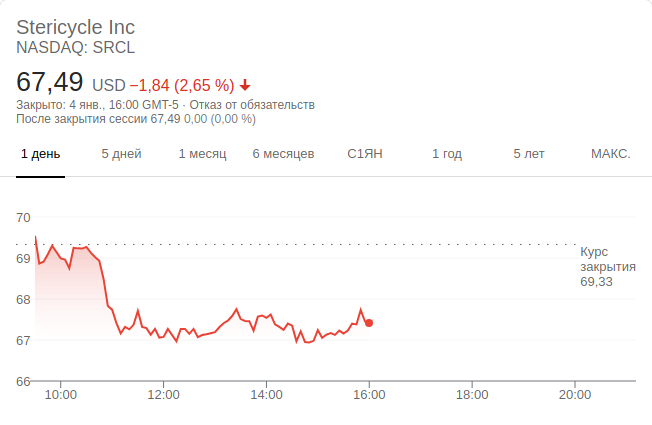 Stericycle Inc
NASDAQ: SRCL
67,49 USD −1,84 (2,65 %)
Закрыто: 4 янв., 16:00 GMT-5 · Отказ от обязательств
После закрытия сессии 67,49 0,00 (0,00 %)
1 день 5 дней 1 месяц 6 месяцев С1ЯН 1 год 5 лет МАКС.
70
Курс
69
закрытия
69,33
68
67
66
10:00 12:00 14:00 16:00 18:00 20:00